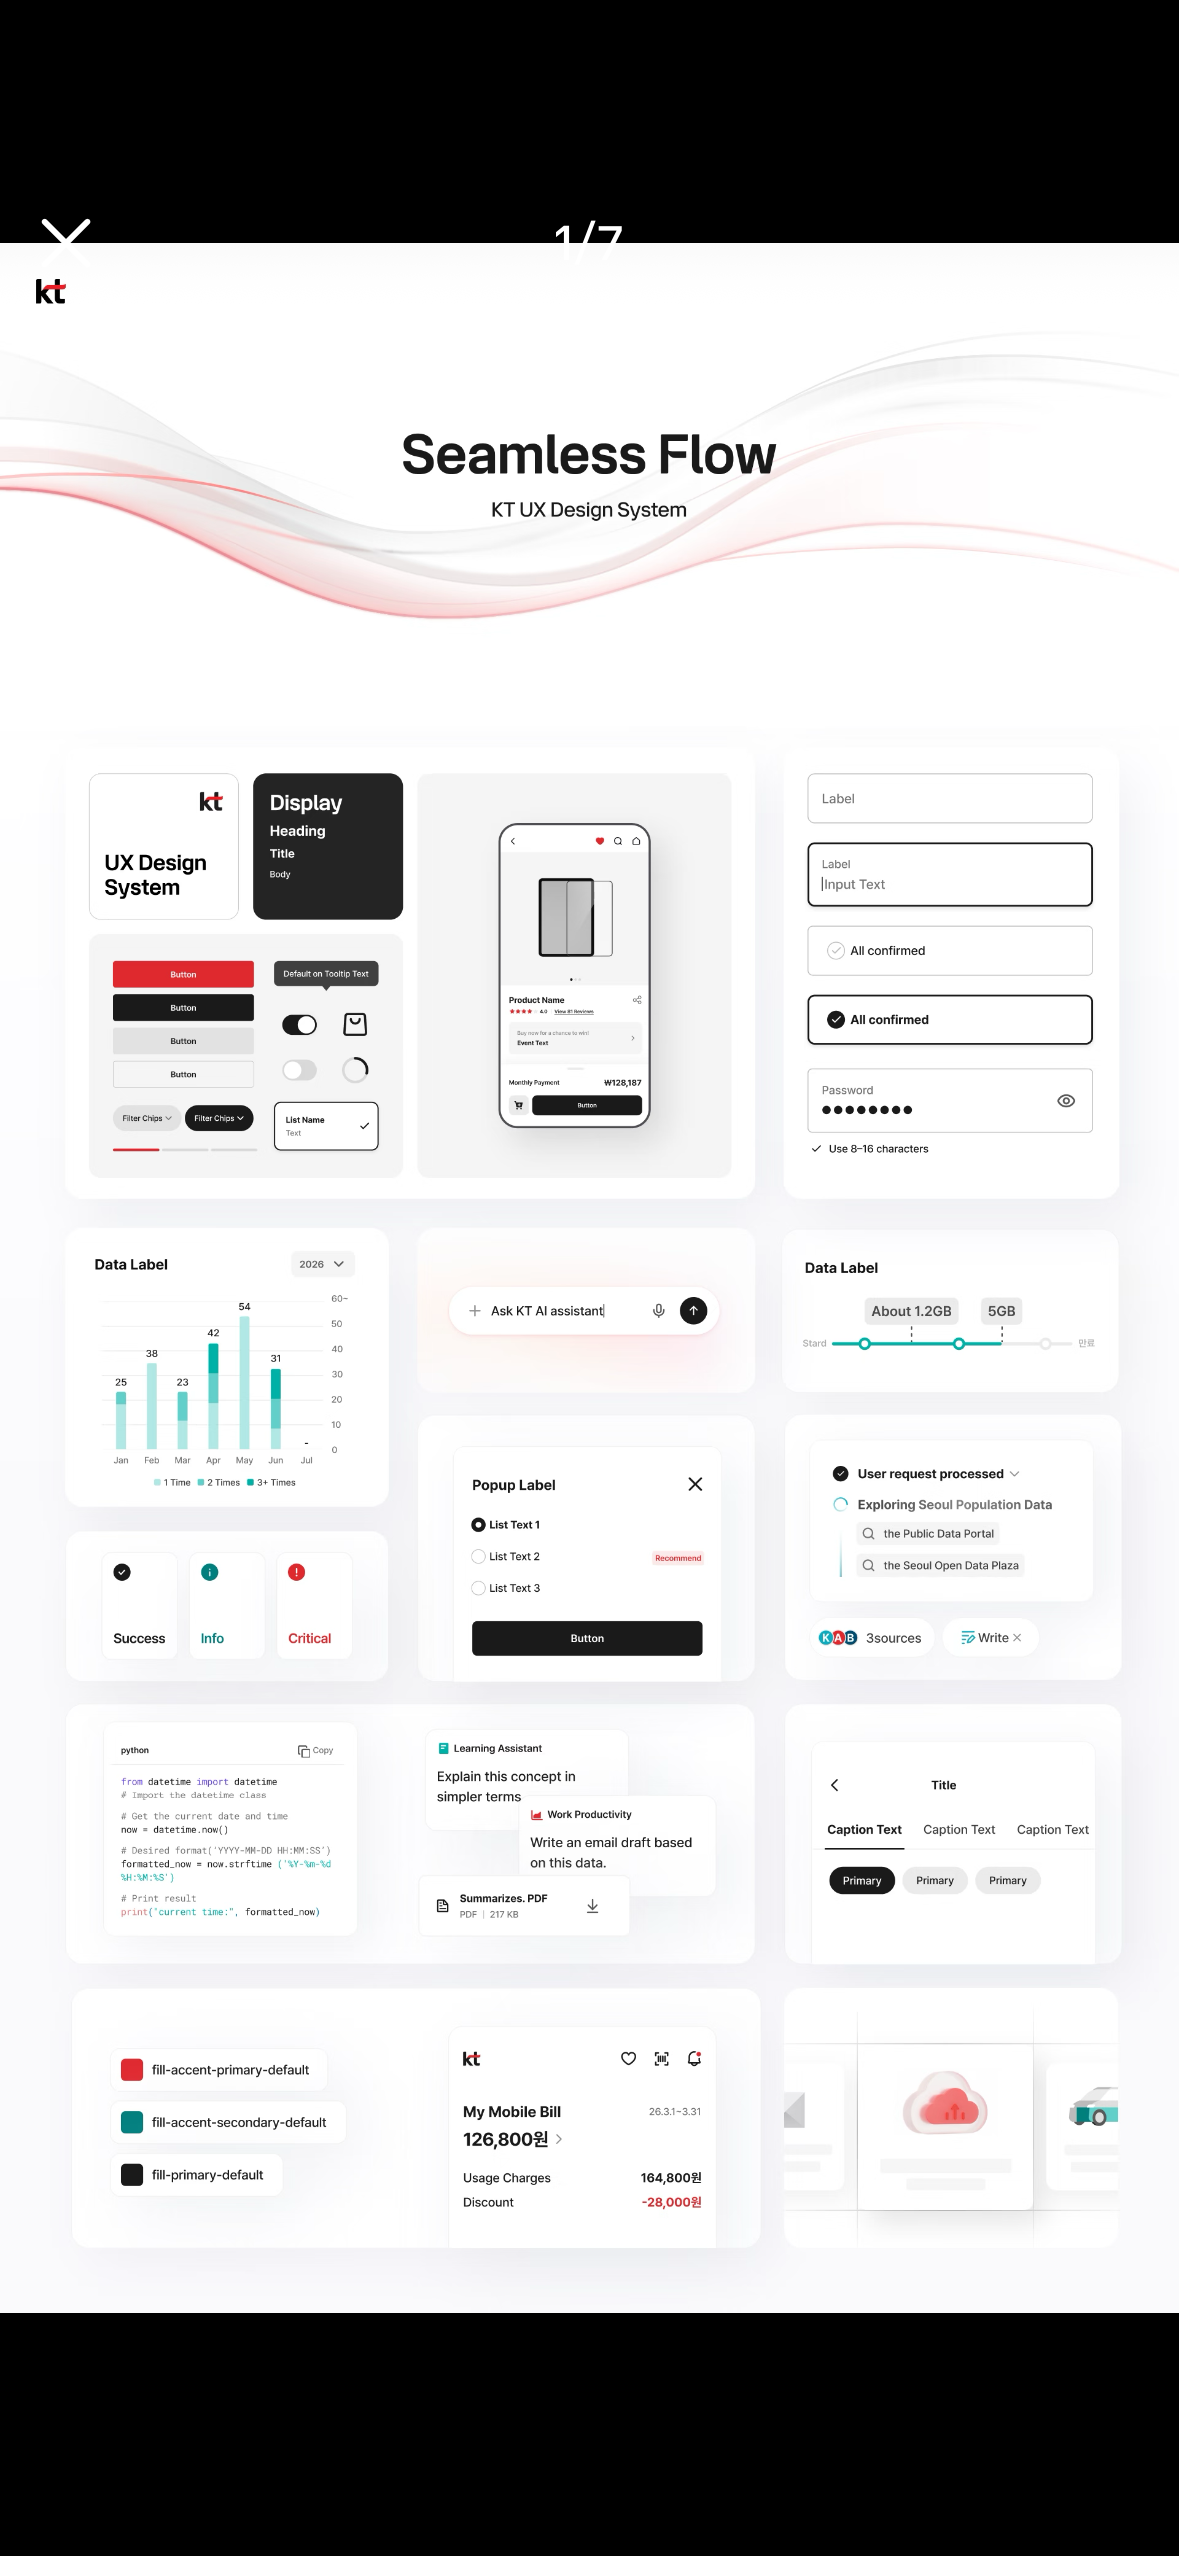 1/7
kt
Seamless Flow
KT UX Design System
kt
UX Design
System
Display
Heading
Title
Body
Button
Button
Button
Button
Filter Chips
Filter Chips
Default on Tooltip Text
List Name
Text
Product Name
4.0 View 81 Reviews
Buy now for a chance to win!
Event Text
Monthly Payment ₩128,187
Button
Label
Label
Input Text
All confirmed
All confirmed
Password
Use 8–16 characters
Data Label
2026
60~
50
40
30
20
10
0
25
38
23
42
54
31
-
Jan Feb Mar Apr May Jun Jul
1 Time 2 Times 3+ Times
Ask KT AI assistant
Data Label
About 1.2GB 5GB
Stard 만료
Success
Info
Critical
Popup Label
List Text 1
List Text 2 Recommend
List Text 3
Button
User request processed
Exploring Seoul Population Data
the Public Data Portal
the Seoul Open Data Plaza
K A B 3sources
Write
python Copy
from datetime import datetime
# Import the datetime class
# Get the current date and time
now = datetime.now()
# Desired format('YYYY-MM-DD HH:MM:SS')
formatted_now = now.strftime ('%Y-%m-%d
%H:%M:%S')
# Print result
print('current time:", formatted_now)
Learning Assistant
Explain this concept in
simpler terms
Work Productivity
Write an email draft based
on this data.
Summarizes. PDF
PDF | 217 KB
Title
Caption Text Caption Text Caption Text
Primary Primary Primary
fill-accent-primary-default
fill-accent-secondary-default
fill-primary-default
kt
My Mobile Bill 26.3.1~3.31
126,800원
Usage Charges 164,800원
Discount -28,000원